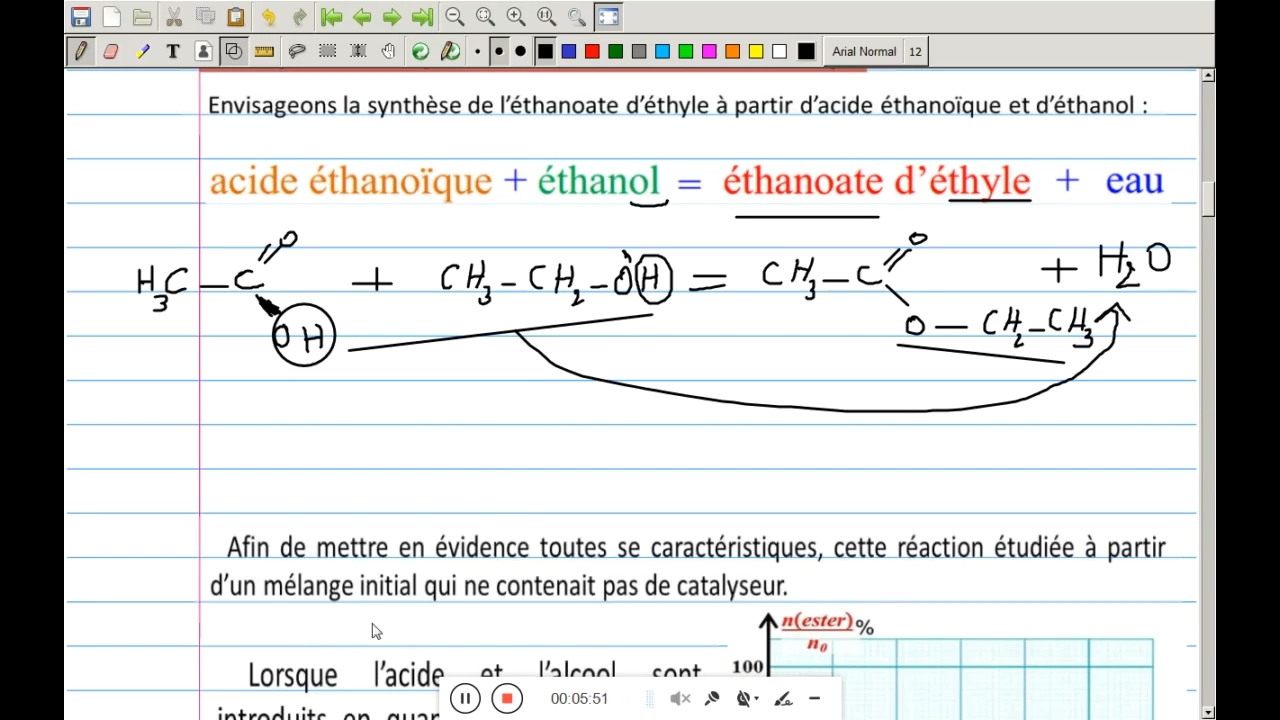 Arial Normal 12
Envisageons la synthèse de l'éthanoate d'éthyle à partir d'acide éthanoïque et d'éthanol :
acide éthanoïque + éthanol = éthanoate d'éthyle + eau
H3C — C // O OH + CH3 - CH2 - OH = CH3 — C // O \ O — CH2 - CH3 + H2O
Afin de mettre en évidence toutes se caractéristiques, cette réaction étudiée à partir
d'un mélange initial qui ne contenait pas de catalyseur.
n(ester) %
n0
100
Lorsque l'acide et l'alcool sont
00:05:51